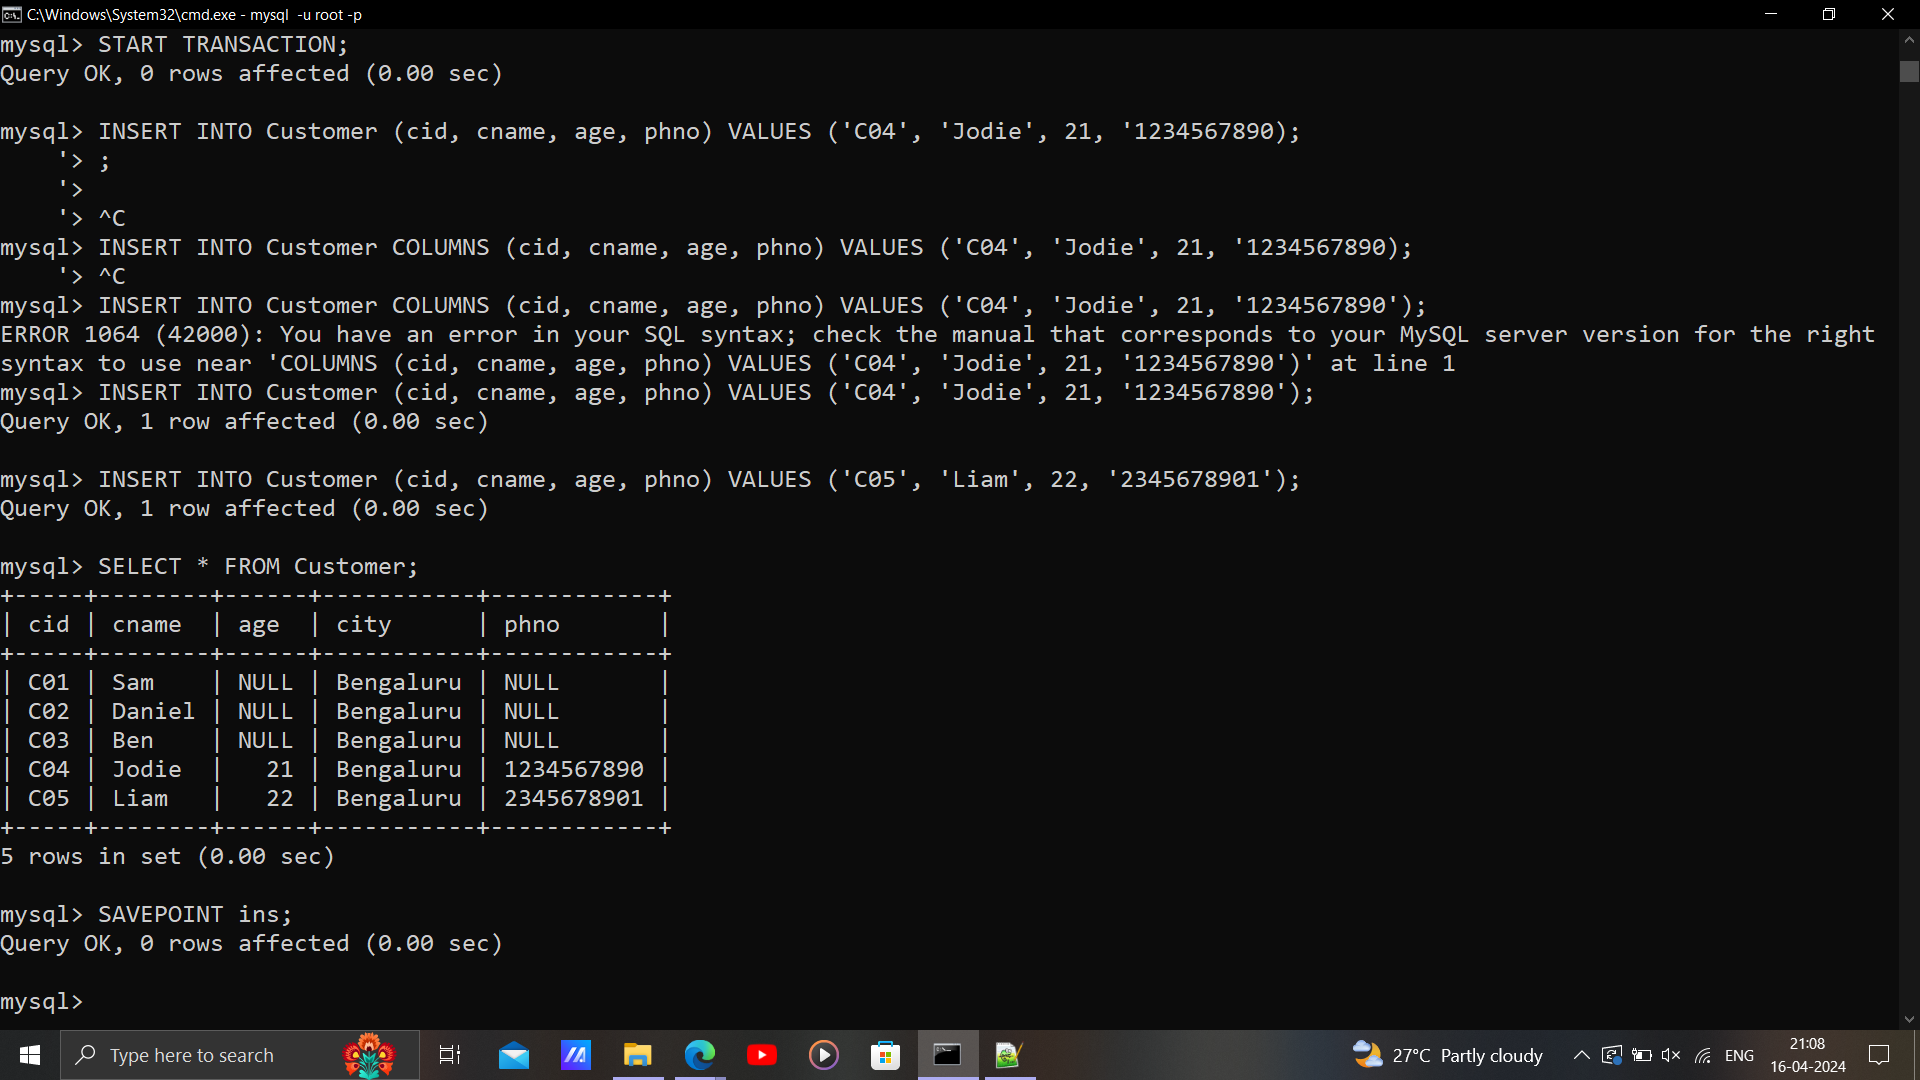 C:\Windows\System32\cmd.exe - mysql  -u root -p
mysql> START TRANSACTION;
Query OK, 0 rows affected (0.00 sec)
mysql> INSERT INTO Customer (cid, cname, age, phno) VALUES ('C04', 'Jodie', 21, '1234567890);
    '> ;
    '>
    '> ^C
mysql> INSERT INTO Customer COLUMNS (cid, cname, age, phno) VALUES ('C04', 'Jodie', 21, '1234567890);
    '> ^C
mysql> INSERT INTO Customer COLUMNS (cid, cname, age, phno) VALUES ('C04', 'Jodie', 21, '1234567890');
ERROR 1064 (42000): You have an error in your SQL syntax; check the manual that corresponds to your MySQL server version for the right
syntax to use near 'COLUMNS (cid, cname, age, phno) VALUES ('C04', 'Jodie', 21, '1234567890')' at line 1
mysql> INSERT INTO Customer (cid, cname, age, phno) VALUES ('C04', 'Jodie', 21, '1234567890');
Query OK, 1 row affected (0.00 sec)
mysql> INSERT INTO Customer (cid, cname, age, phno) VALUES ('C05', 'Liam', 22, '2345678901');
Query OK, 1 row affected (0.00 sec)
mysql> SELECT * FROM Customer;
+-----+--------+------+-----------+------------+
| cid | cname  | age  | city      | phno       |
+-----+--------+------+-----------+------------+
| C01 | Sam    | NULL | Bengaluru | NULL       |
| C02 | Daniel | NULL | Bengaluru | NULL       |
| C03 | Ben    | NULL | Bengaluru | NULL       |
| C04 | Jodie  |   21 | Bengaluru | 1234567890 |
| C05 | Liam   |   22 | Bengaluru | 2345678901 |
+-----+--------+------+-----------+------------+
5 rows in set (0.00 sec)
mysql> SAVEPOINT ins;
Query OK, 0 rows affected (0.00 sec)
mysql>
Type here to search
27°C  Partly cloudy
ENG
21:08
16-04-2024